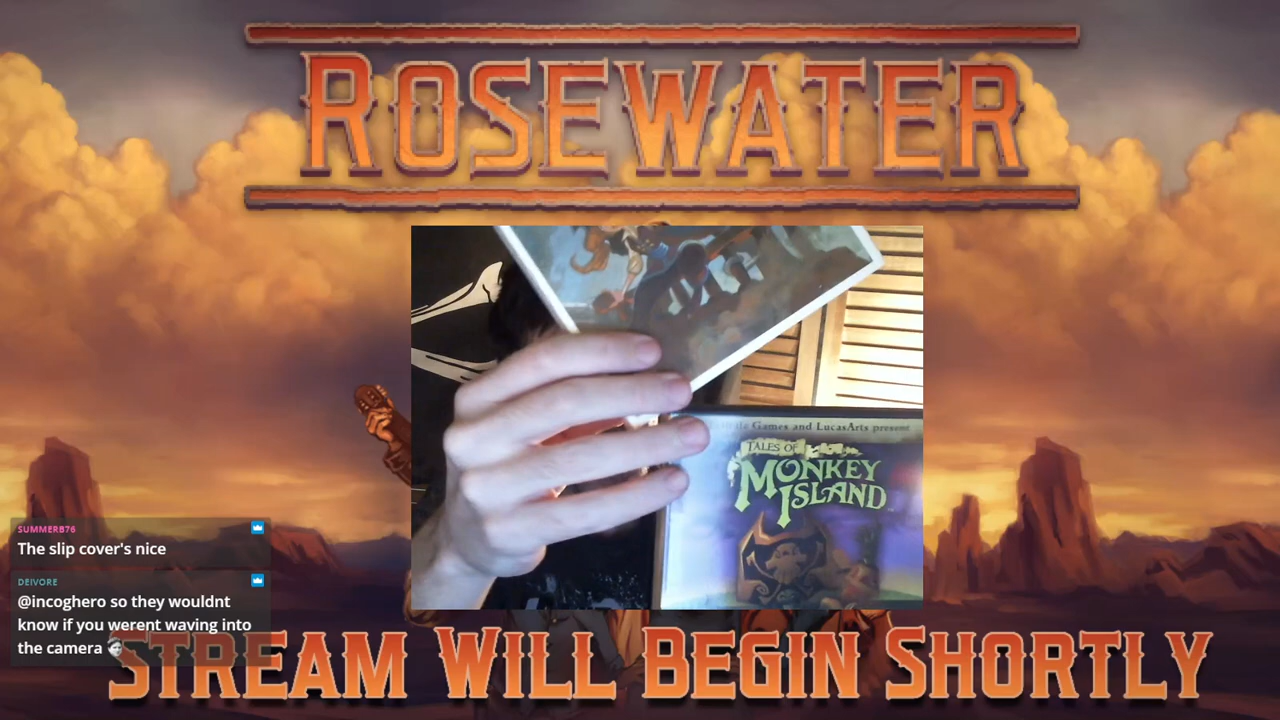 ROSEWATER
Games and LucasArts present
TALES OF
MONKEY
ISLAND
SUMMERB76
The slip cover's nice
DEIVORE
@incoghero so they wouldnt
know if you werent waving into
the camera
STREAM WILL BEGIN SHORTLY